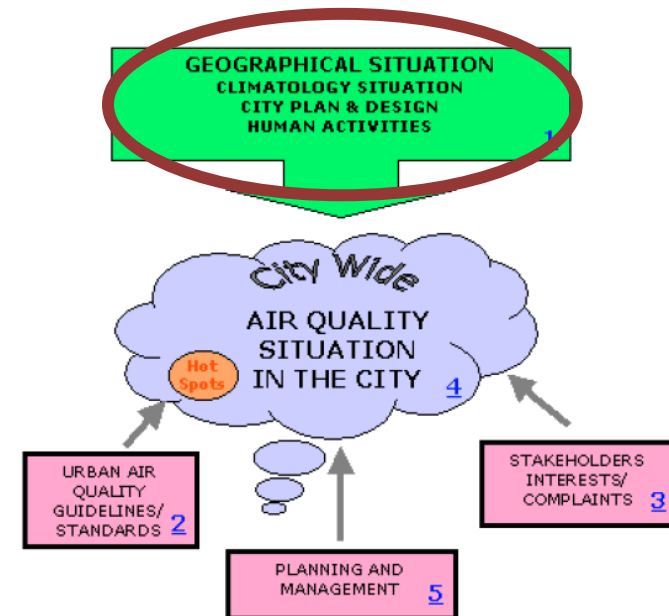 GEOGRAPHICAL SITUATION
CLIMATOLOGY SITUATION
CITY PLAN & DESIGN
HUMAN ACTIVITIES
1
City Wide
AIR QUALITY
SITUATION
IN THE CITY
4
Hot
Spots
URBAN AIR
QUALITY
GUIDELINES/
STANDARDS 2
STAKEHOLDERS
INTERESTS/
COMPLAINTS 3
PLANNING AND
MANAGEMENT 5